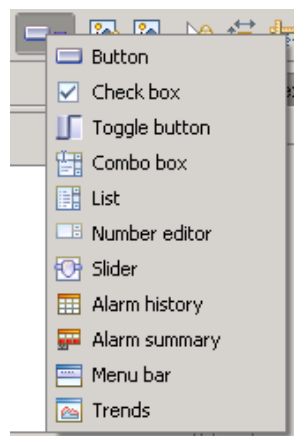 Button
Check box
Toggle button
Combo box
List
Number editor
Slider
Alarm history
Alarm summary
Menu bar
Trends